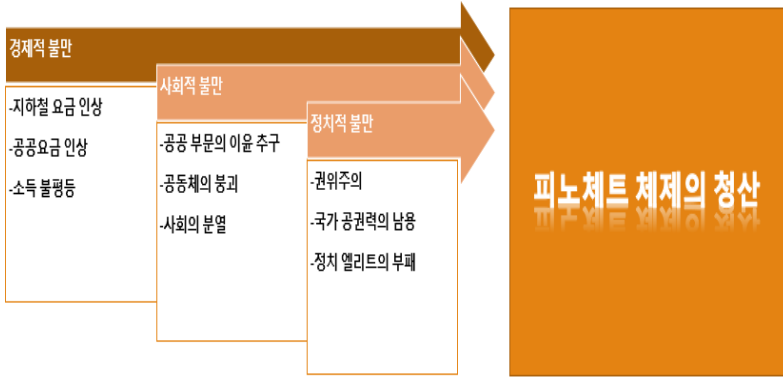 경제적 불만
-지하철 요금 인상
-공공요금 인상
-소득 불평등
사회적 불만
-공공 부문의 이윤 추구
-공동체의 붕괴
-사회의 분열
정치적 불만
-권위주의
-국가 공권력의 남용
-정치 엘리트의 부패
피노체트 체제의 청산